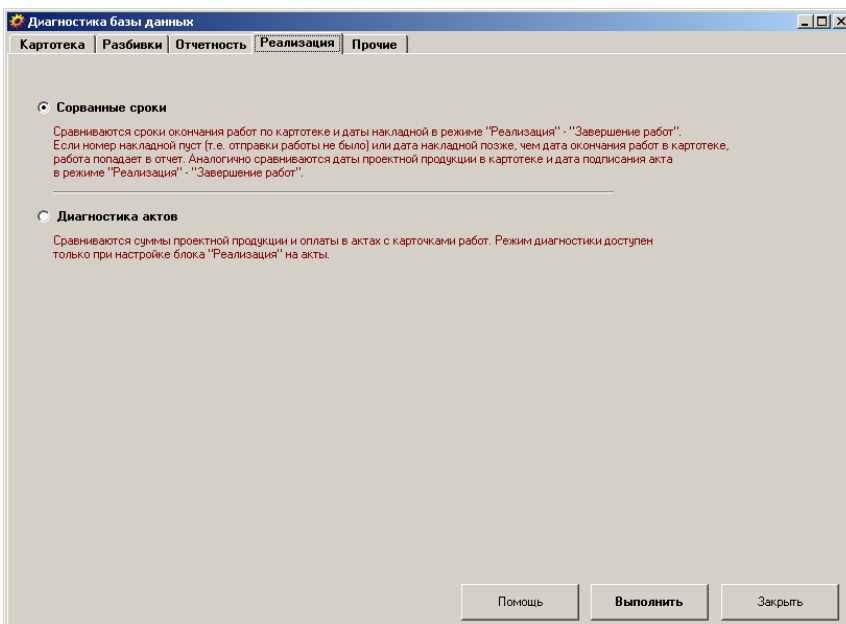 Диагностика базы данных
Картотека Разбивки Отчетность Реализация Прочие
Сорванные сроки
Сравниваются сроки окончания работ по картотеке и даты накладной в режиме "Реализация" - "Завершение работ".
Если номер накладной пуст (т.е. отправки работы не было) или дата накладной позже, чем дата окончания работ в картотеке,
работа попадает в отчет. Аналогично сравниваются даты проектной продукции в картотеке и дата подписания акта
в режиме "Реализация" - "Завершение работ".
Диагностика актов
Сравниваются суммы проектной продукции и оплаты в актах с карточками работ. Режим диагностики доступен
только при настройке блока "Реализация" на акты.
Помощь Выполнить Закрыть